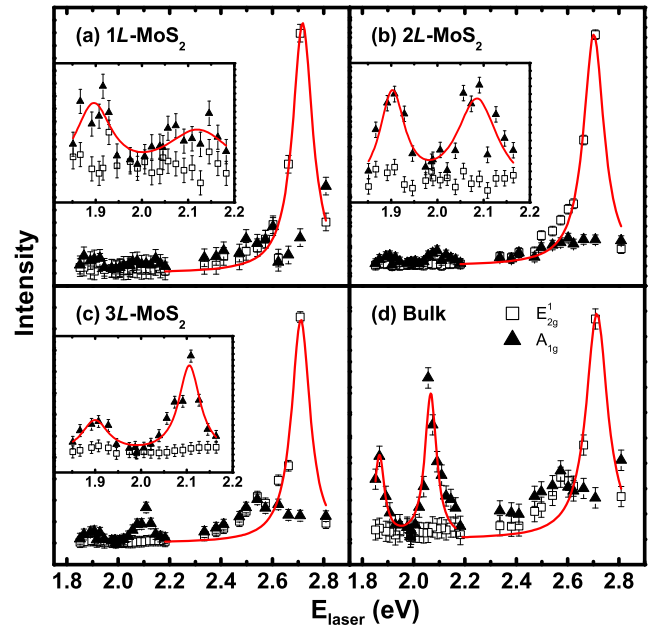 (a) 1L-MoS₂
(b) 2L-MoS₂
1.9 2.0 2.1 2.2
1.9 2.0 2.1 2.2
Intensity
(c) 3L-MoS₂
(d) Bulk
E¹₂g
A₁g
1.9 2.0 2.1 2.2
1.8 2.0 2.2 2.4 2.6 2.8
1.8 2.0 2.2 2.4 2.6 2.8
E_laser (eV)